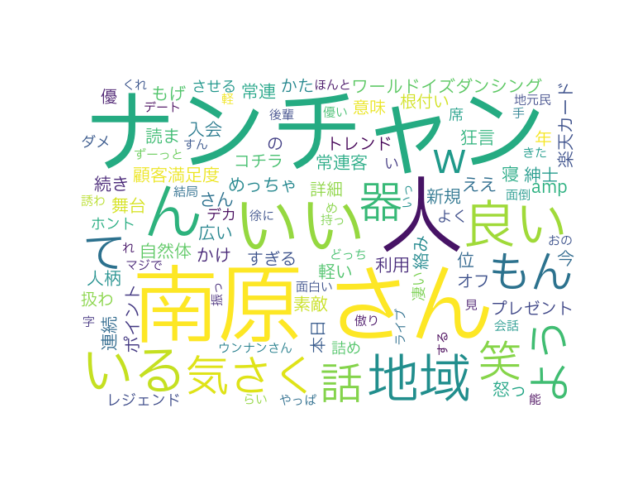 くれ
ほんと
させる
常連
かた
ワールドイズダンシング
優
もげ
軽
後輩
優い
意味
根付い
席
地元民
手
デート
ナンチャン
読ま
入会
の
トレンド
狂言
年
楽天カード
ダメ
ずーっと
すん
コチラ
常連客
い
w
きた
続き
顧客満足度
めっちゃ
詳細
器
人
新規
ええ
寝
紳士
amp
誘わ
舞台
さん
結局
デカ
徐に
め
持っ
いっ
よく
面倒
ホント
ん
いい
良い
て
れ
自然体
広い
どっち
絡み
おの
今
人柄
マジで
かけ
すぎる
軽い
利用
位
オフ
もん
扱わ
ポイント
振っ
南原
さん
面白い
素敵
凄い
プレゼント
字
連続
傲り
ライブ
見
会話
ウンナンさん
本日
詰め
する
笑
よう
いる
気さく
話
地域
怒っ
レジェンド
らい
やっぱ
能